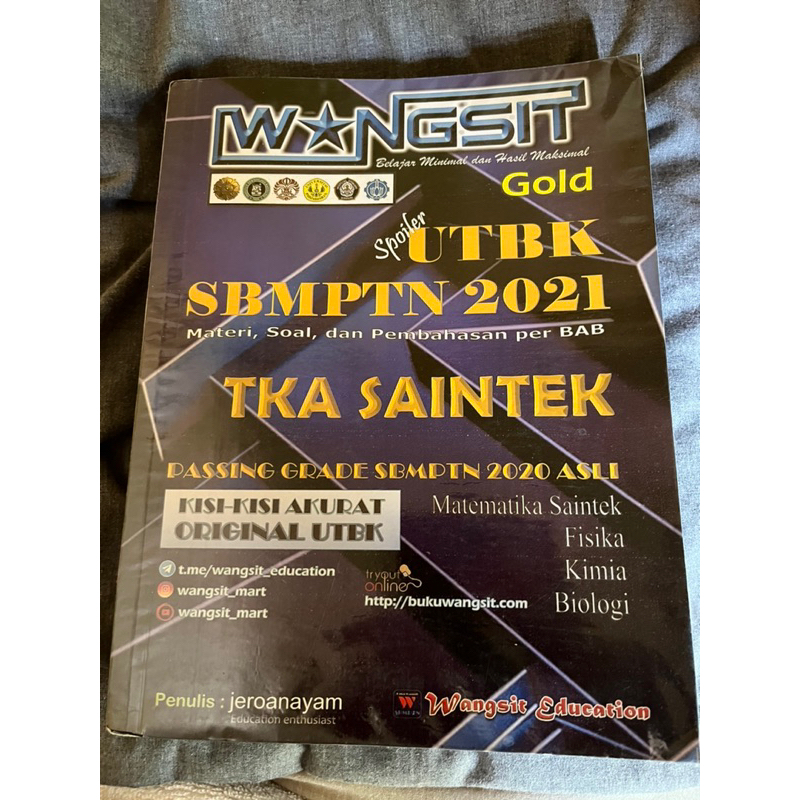 WANGSIT
Belajar Minimal dan Hasil Maksimal
Gold
Spoiler UTBK
SBMPTN 2021
Materi, Soal, dan Pembahasan per BAB
TKA SAINTEK
PASSING GRADE SBMPTN 2020 ASLI
KISI-KISI AKURAT
ORIGINAL UTBK
Matematika Saintek
Fisika
Kimia
Biologi
t.me/wangsit_education
wangsit_mart
wangsit_mart
tryout
online
http://bukuwangsit.com
Penulis : jeroanayam
Education enthusiast
W
Wangsit Education